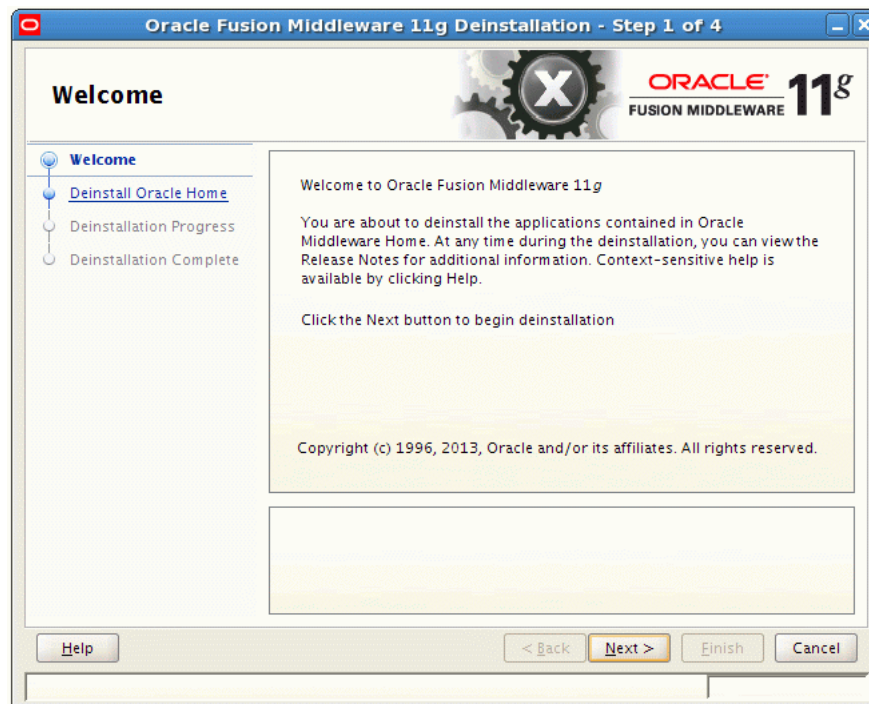 Oracle Fusion Middleware 11g Deinstallation - Step 1 of 4
Welcome
X
ORACLE®
FUSION MIDDLEWARE
11g
Welcome
Deinstall Oracle Home
Deinstallation Progress
Deinstallation Complete
Welcome to Oracle Fusion Middleware 11g
You are about to deinstall the applications contained in Oracle
Middleware Home. At any time during the deinstallation, you can view the
Release Notes for additional information. Context-sensitive help is
available by clicking Help.
Click the Next button to begin deinstallation
Copyright (c) 1996, 2013, Oracle and/or its affiliates. All rights reserved.
Help
< Back
Next >
Finish
Cancel